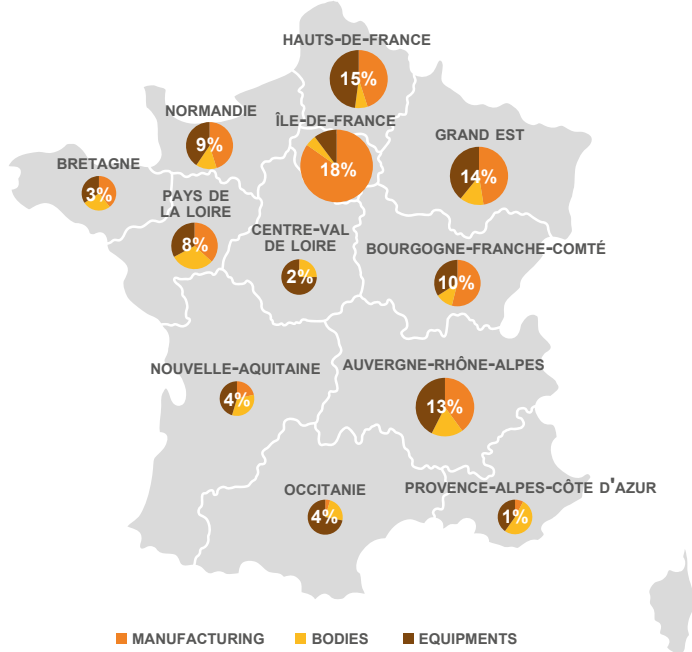 HAUTS-DE-FRANCE
15%
NORMANDIE
9%
ÎLE-DE-FRANCE
18%
GRAND EST
14%
BRETAGNE
3%
PAYS DE
LA LOIRE
8%
CENTRE-VAL
DE LOIRE
2%
BOURGOGNE-FRANCHE-COMTÉ
10%
NOUVELLE-AQUITAINE
4%
AUVERGNE-RHÔNE-ALPES
13%
OCCITANIE
4%
PROVENCE-ALPES-CÔTE D'AZUR
1%
MANUFACTURING
BODIES
EQUIPMENTS